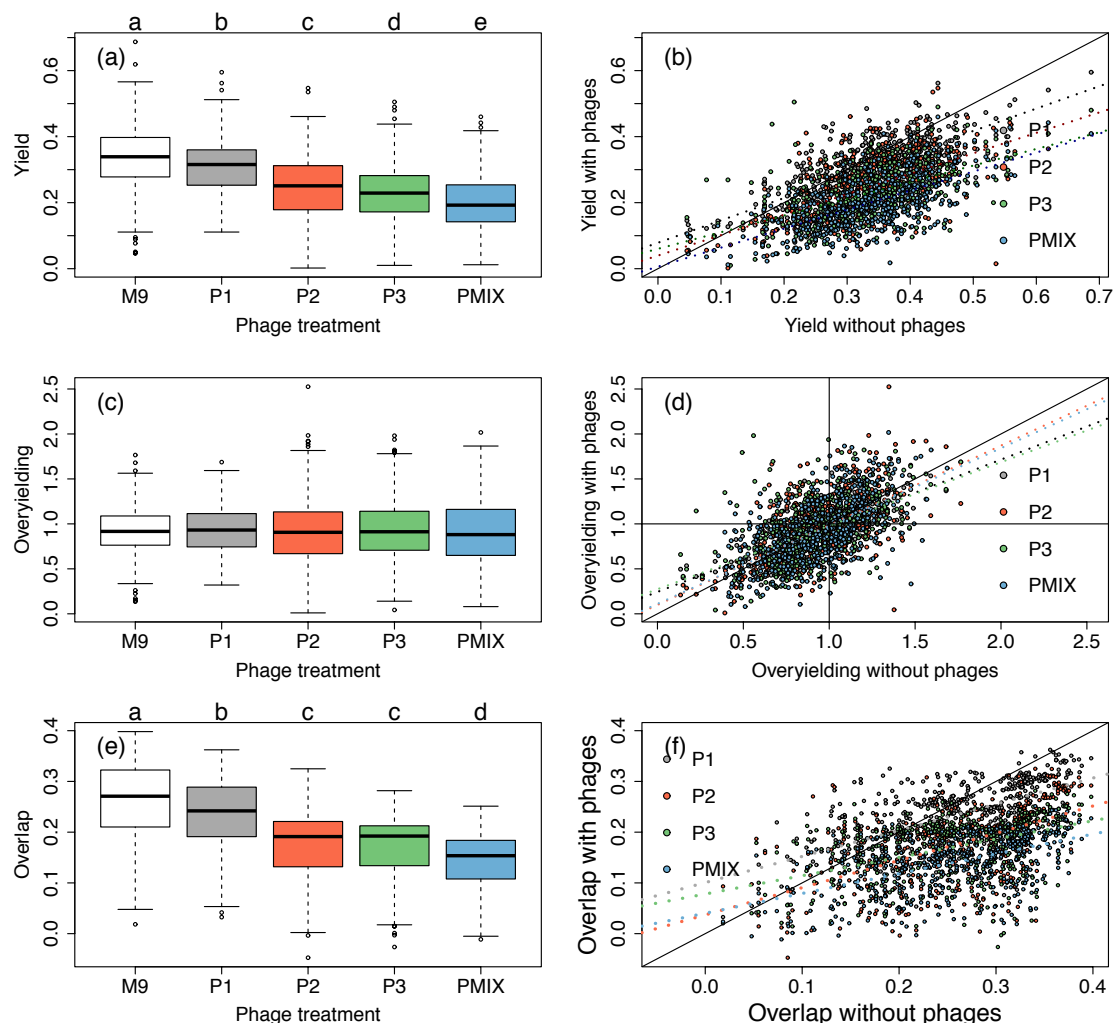 a b c d e
(a)
Yield
0.0 0.2 0.4 0.6
M9 P1 P2 P3 PMIX
Phage treatment
(b)
Yield with phages
0.0 0.2 0.4 0.6
P1
P2
P3
PMIX
0.0 0.1 0.2 0.3 0.4 0.5 0.6 0.7
Yield without phages
(c)
Overyielding
0.0 0.5 1.0 1.5 2.0 2.5
M9 P1 P2 P3 PMIX
Phage treatment
(d)
Overyielding with phages
0.0 0.5 1.0 1.5 2.0 2.5
P1
P2
P3
PMIX
0.0 0.5 1.0 1.5 2.0 2.5
Overyielding without phages
a b c c d
(e)
Overlap
0.0 0.1 0.2 0.3 0.4
M9 P1 P2 P3 PMIX
Phage treatment
(f)
Overlap with phages
0.0 0.1 0.2 0.3 0.4
P1
P2
P3
PMIX
0.0 0.1 0.2 0.3 0.4
Overlap without phages